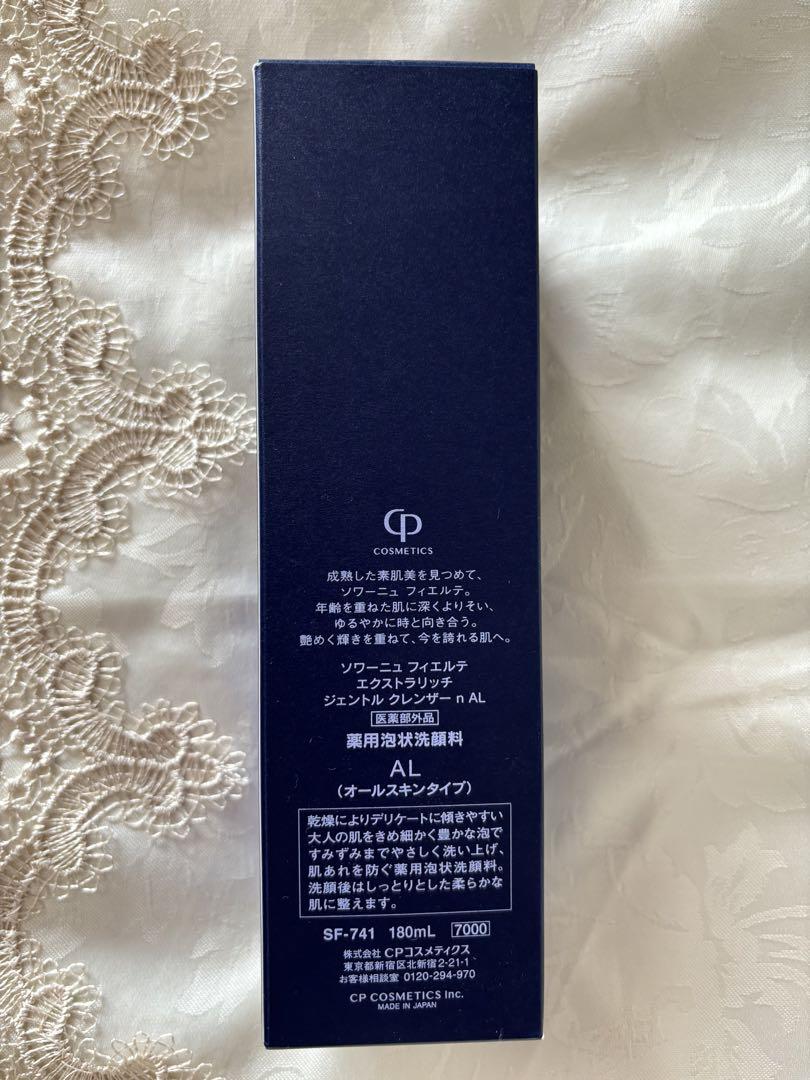 CP
COSMETICS
成熟した素肌美を見つめて、
ソワーニュ フィエルテ。
年齢を重ねた肌に深くよりそい、
ゆるやかに時と向き合う。
艶めく輝きを重ねて、今を誇れる肌へ。
ソワーニュ フィエルテ
エクストラリッチ
ジェントル クレンザー n AL
医薬部外品
薬用泡状洗顔料
AL
(オールスキンタイプ)
乾燥によりデリケートに傾きやすい
大人の肌をきめ細かく豊かな泡で
すみずみまでやさしく洗い上げ、
肌あれを防ぐ薬用泡状洗顔料。
洗顔後はしっとりとした柔らかな
肌に整えます。
SF-741 180mL 7000
株式会社 CPコスメティクス
東京都新宿区北新宿2-21-1
お客様相談室 0120-294-970
CP COSMETICS Inc.
MADE IN JAPAN